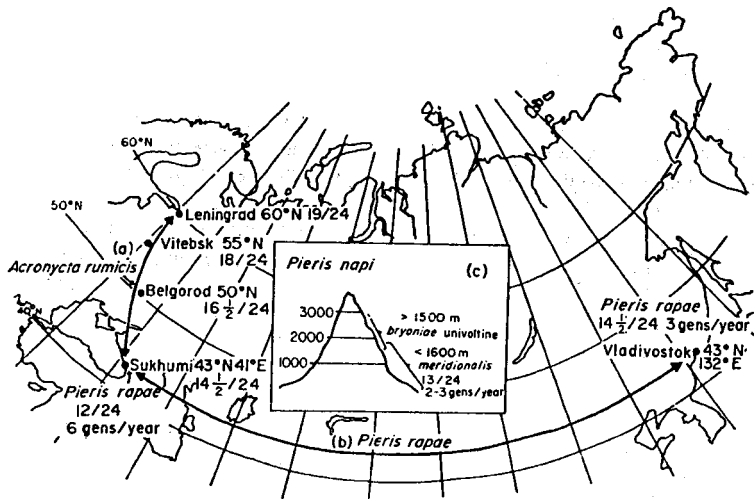 60°N
Leningrad 60°N 19/24
50°N
(a)
Vitebsk 55°N
18/24
Acronycta rumicis
Belgorod 50°N
16 1/2/24
40°N
Sukhumi 43°N 41°E
14 1/2/24
Pieris rapae
12/24
6 gens/year
Pieris napi
(c)
3000
2000
1000
> 1500 m
bryoniae univoltine
< 1600 m
meridionalis
13/24
2-3 gens/year
Pieris rapae
14 1/2/24 3 gens/year
Vladivostok 43°N
132°E
(b) Pieris rapae